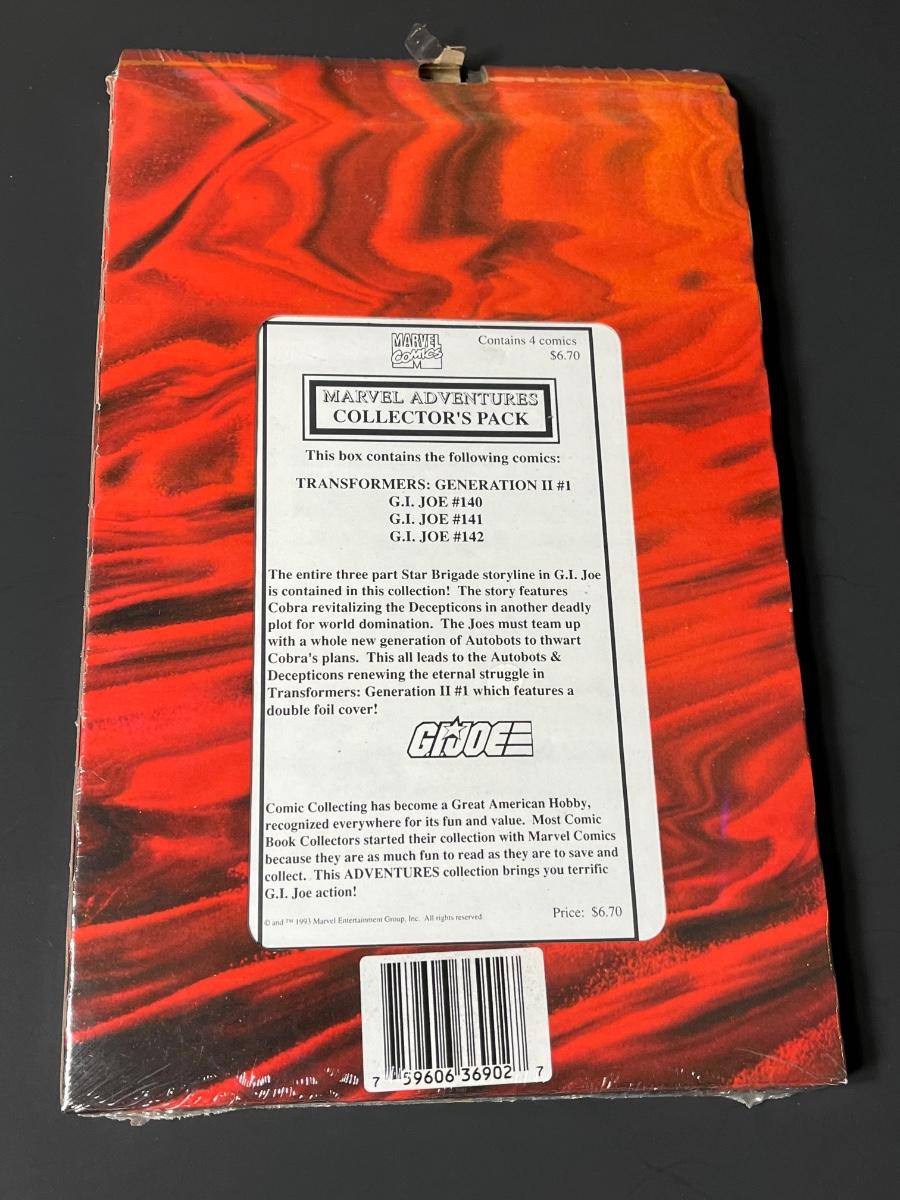 MARVEL
COMICS
M
Contains 4 comics
$6.70
MARVEL ADVENTURES
COLLECTOR'S PACK
This box contains the following comics:
TRANSFORMERS: GENERATION II #1
G.I. JOE #140
G.I. JOE #141
G.I. JOE #142
The entire three part Star Brigade storyline in G.I. Joe
is contained in this collection! The story features
Cobra revitalizing the Decepticons in another deadly
plot for world domination. The Joes must team up
with a whole new generation of Autobots to thwart
Cobra's plans. This all leads to the Autobots &
Decepticons renewing the eternal struggle in
Transformers: Generation II #1 which features a
double foil cover!
G.I. JOE
Comic Collecting has become a Great American Hobby,
recognized everywhere for its fun and value. Most Comic
Book Collectors started their collection with Marvel Comics
because they are as much fun to read as they are to save and
collect. This ADVENTURES collection brings you terrific
G.I. Joe action!
© and ™ 1993 Marvel Entertainment Group, Inc. All rights reserved
Price: $6.70
7 59606 36902 7